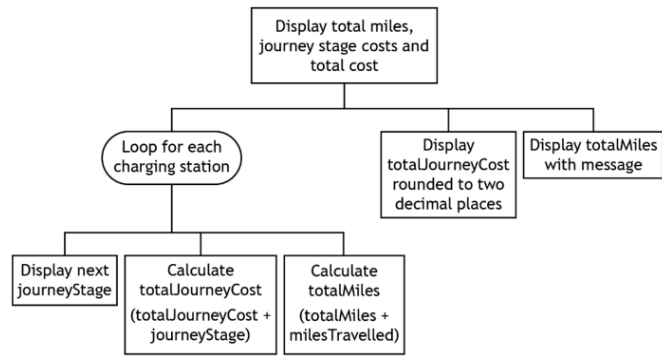 Display total miles,
journey stage costs and
total cost
Loop for each
charging station
Display
totalJourneyCost
rounded to two
decimal places
Display totalMiles
with message
Display next
journeyStage
Calculate
totalJourneyCost
(totalJourneyCost +
journeyStage)
Calculate
totalMiles
(totalMiles +
milesTravelled)